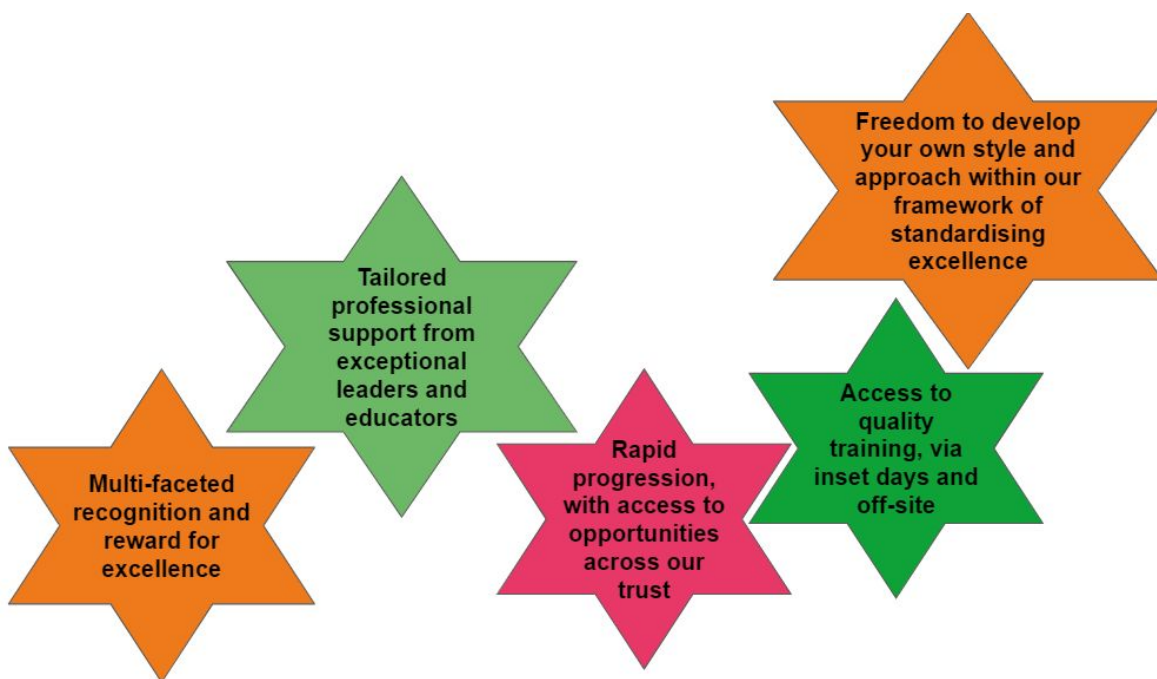 Multi-faceted
recognition and
reward for
excellence
Tailored
professional
support from
exceptional
leaders and
educators
Rapid
progression,
with access to
opportunities
across our
trust
Access to
quality
training, via
inset days and
off-site
Freedom to develop
your own style and
approach within our
framework of
standardising
excellence